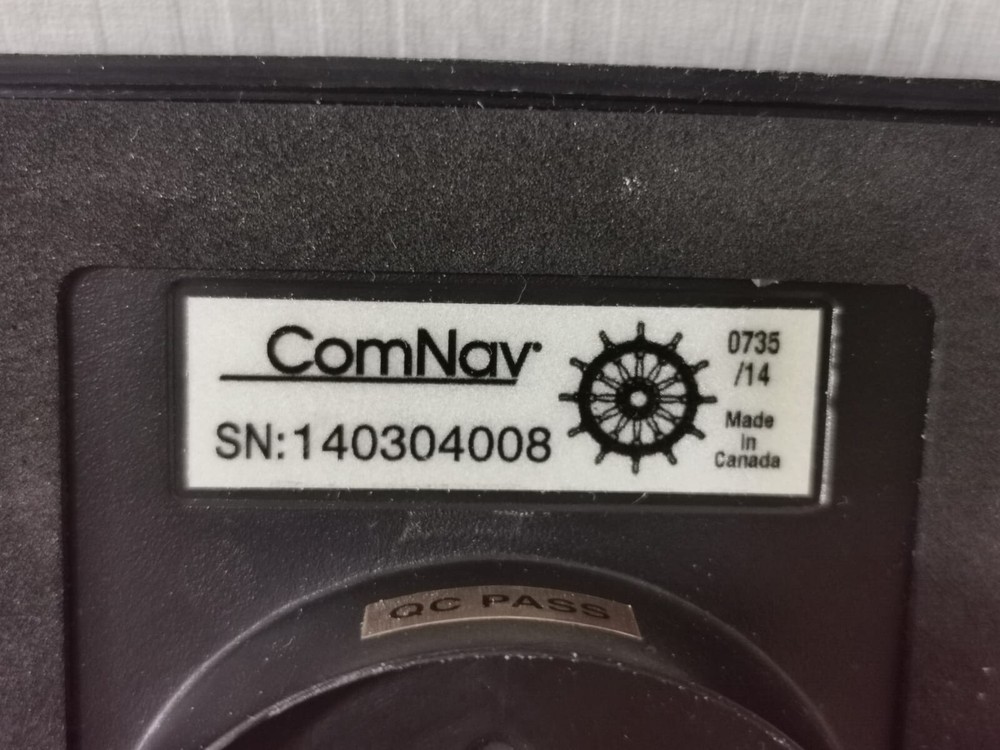 ComNav
SN:140304008
0735
/14
Made
in
Canada
QC PASS